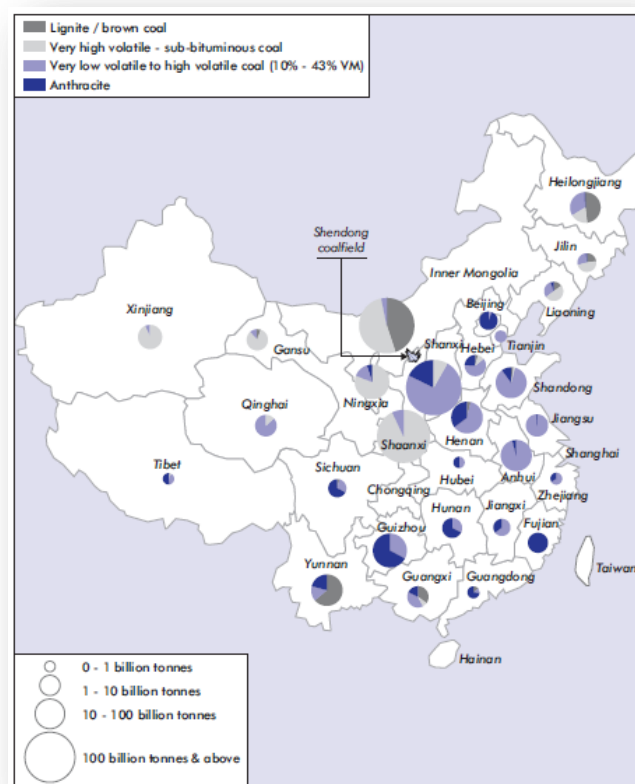 Lignite / brown coal
Very high volatile - sub-bituminous coal
Very low volatile to high volatile coal (10% - 43% VM)
Anthracite
Heilongjiang
Shendong
coalfield
Jilin
Inner Mongolia
Xinjiang
Beijing
Liaoning
Gansu
Shanxi
Hebei
Tianjin
Ningxia
Shandong
Qinghai
Jiangsu
Shaanxi
Henan
Shanghai
Tibet
Sichuan
Hubei
Anhui
Chongqing
Zhejiang
Hunan
Jiangxi
Guizhou
Fujian
Yunnan
Guangxi
Guangdong
Taiwan
Hainan
0 - 1 billion tonnes
1 - 10 billion tonnes
10 - 100 billion tonnes
100 billion tonnes & above